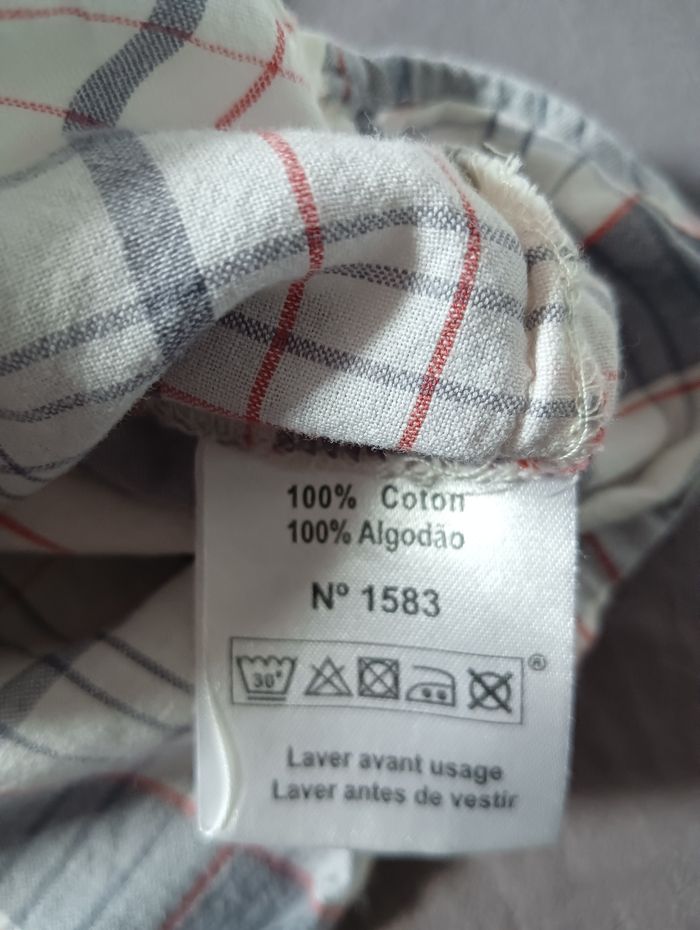 100% Coton
100% Algodão
Nº 1583
30°
®
Laver avant usage
Laver antes de vestir